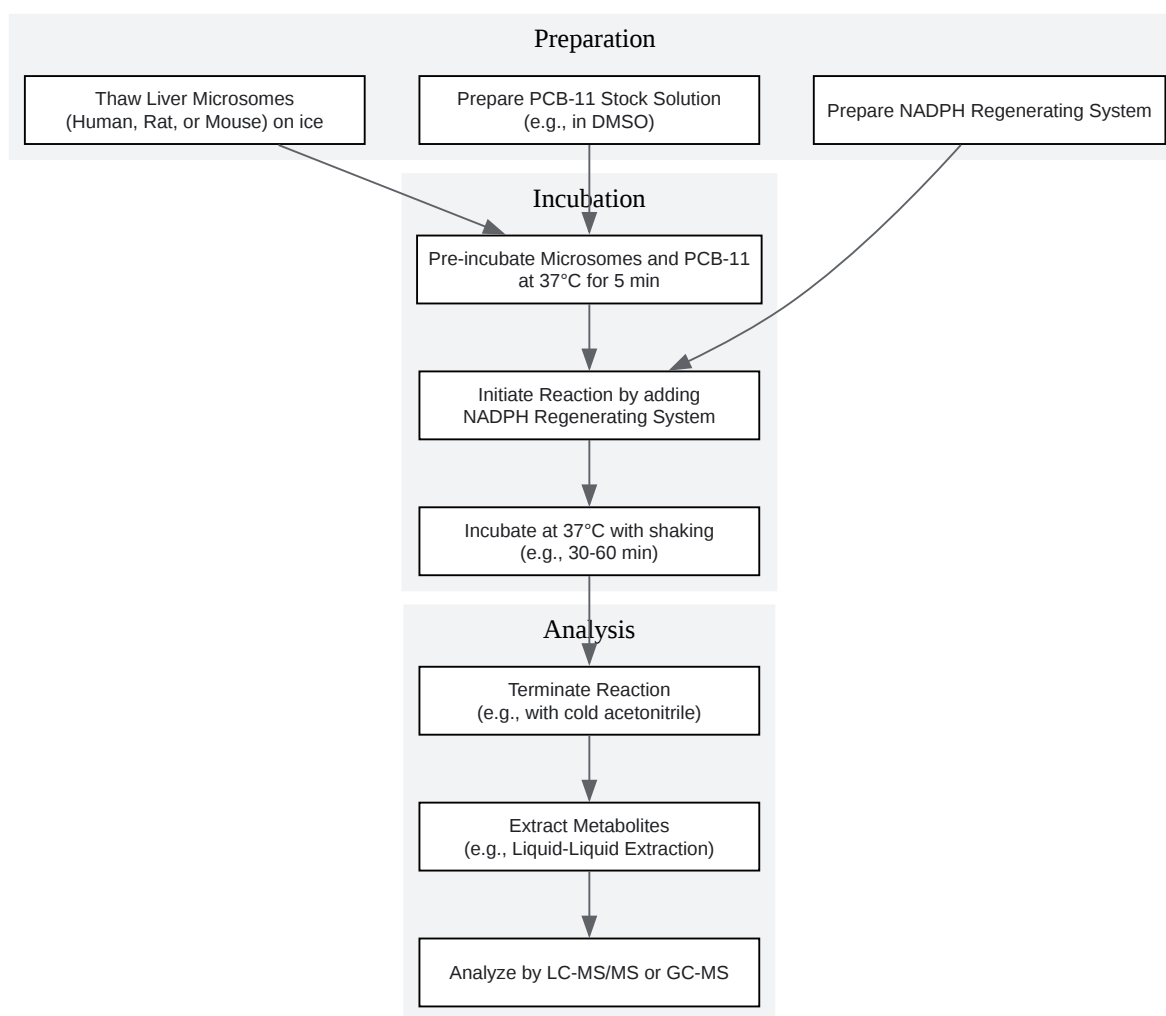 Preparation
Thaw Liver Microsomes
(Human, Rat, or Mouse) on ice
Prepare PCB-11 Stock Solution
(e.g., in DMSO)
Prepare NADPH Regenerating System
Incubation
Pre-incubate Microsomes and PCB-11
at 37°C for 5 min
Initiate Reaction by adding
NADPH Regenerating System
Incubate at 37°C with shaking
(e.g., 30-60 min)
Analysis
Terminate Reaction
(e.g., with cold acetonitrile)
Extract Metabolites
(e.g., Liquid-Liquid Extraction)
Analyze by LC-MS/MS or GC-MS